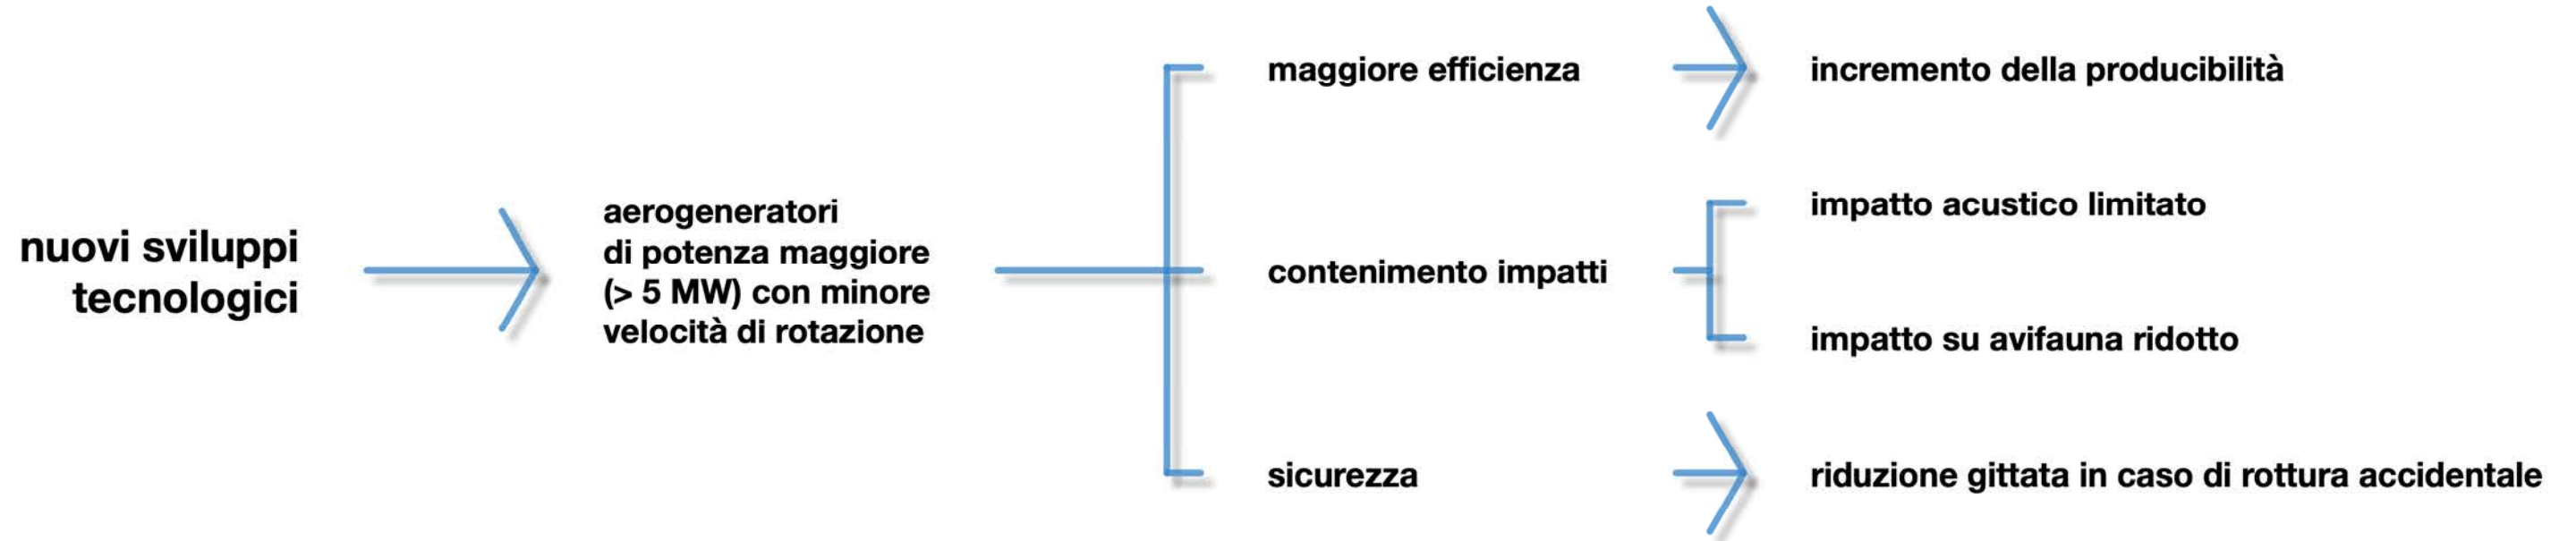 nuovi sviluppi
tecnologici
aerogeneratori
di potenza maggiore
(> 5 MW) con minore
velocità di rotazione
maggiore efficienza
incremento della producibilità
contenimento impatti
impatto acustico limitato
impatto su avifauna ridotto
sicurezza
riduzione gittata in caso di rottura accidentale